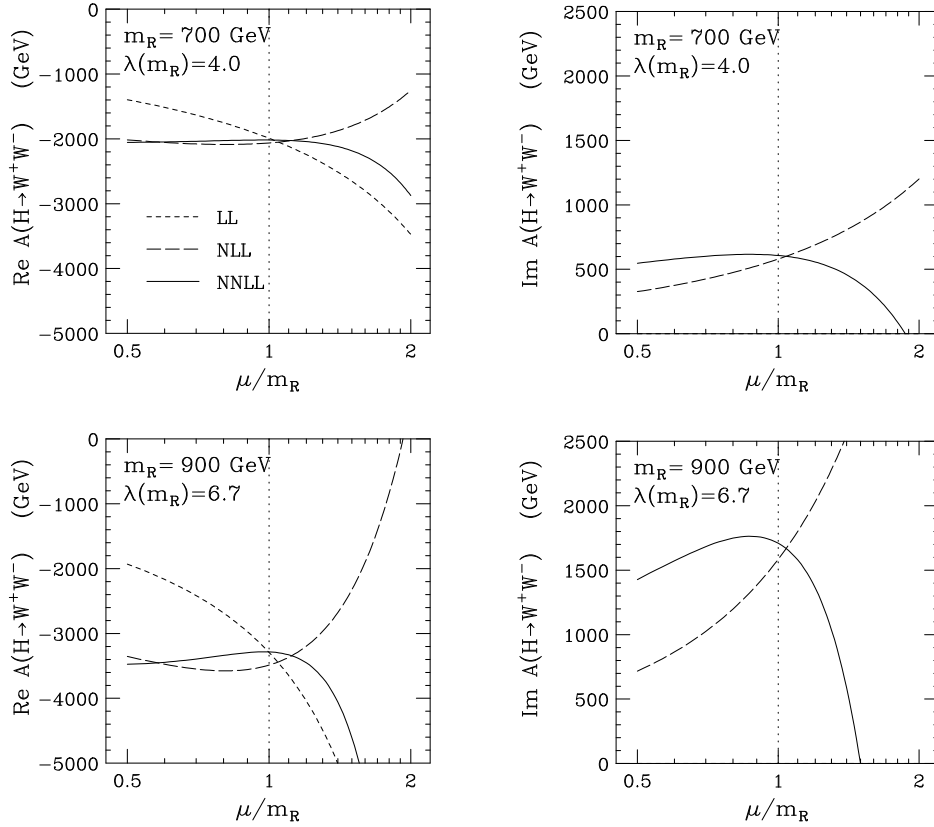 0
−1000
−2000
−3000
−4000
−5000
Re A(H→W⁺W⁻) (GeV)
m_R= 700 GeV
λ(m_R)=4.0
LL
NLL
NNLL
0.5 1 2
μ/m_R
2500
2000
1500
1000
500
0
Im A(H→W⁺W⁻) (GeV)
m_R= 700 GeV
λ(m_R)=4.0
0.5 1 2
μ/m_R
0
−1000
−2000
−3000
−4000
−5000
Re A(H→W⁺W⁻) (GeV)
m_R= 900 GeV
λ(m_R)=6.7
0.5 1 2
μ/m_R
2500
2000
1500
1000
500
0
Im A(H→W⁺W⁻) (GeV)
m_R= 900 GeV
λ(m_R)=6.7
0.5 1 2
μ/m_R